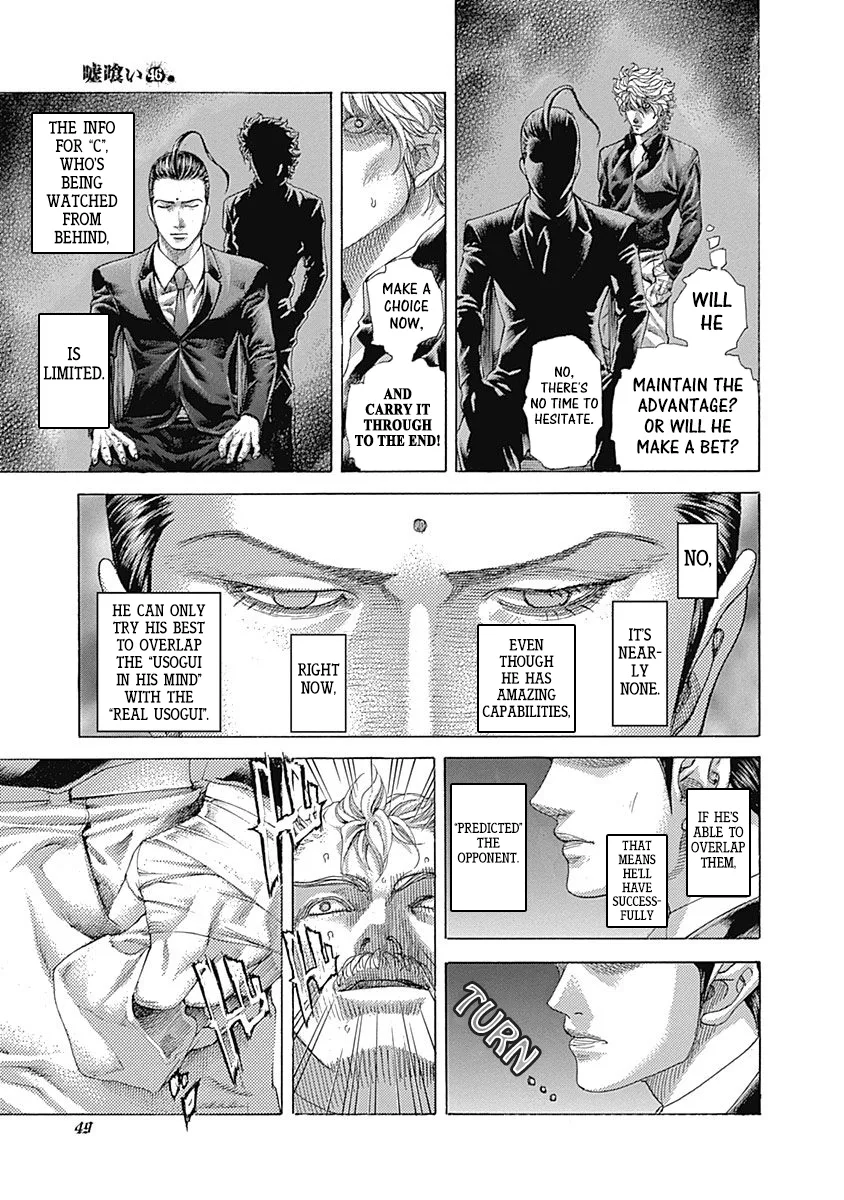 嘘喰い 46
WILL
HE
MAINTAIN THE
ADVANTAGE?
OR WILL HE
MAKE A BET?
NO,
THERE'S
NO TIME TO
HESITATE.
MAKE A
CHOICE
NOW,
AND
CARRY IT
THROUGH
TO THE END!
THE INFO
FOR "C",
WHO'S
BEING
WATCHED
FROM
BEHIND,
IS
LIMITED.
NO,
IT'S
NEAR-
LY
NONE.
EVEN
THOUGH
HE HAS
AMAZING
CAPABILITIES,
RIGHT
NOW,
HE CAN ONLY
TRY HIS BEST
TO OVERLAP
THE "USOGUI
IN HIS MIND"
WITH THE
"REAL USOGUI".
IF HE'S
ABLE TO
OVERLAP
THEM,
THAT
MEANS
HE'LL
HAVE
SUCCESS-
FULLY
"PREDICTED"
THE
OPPONENT.
TURN...
49